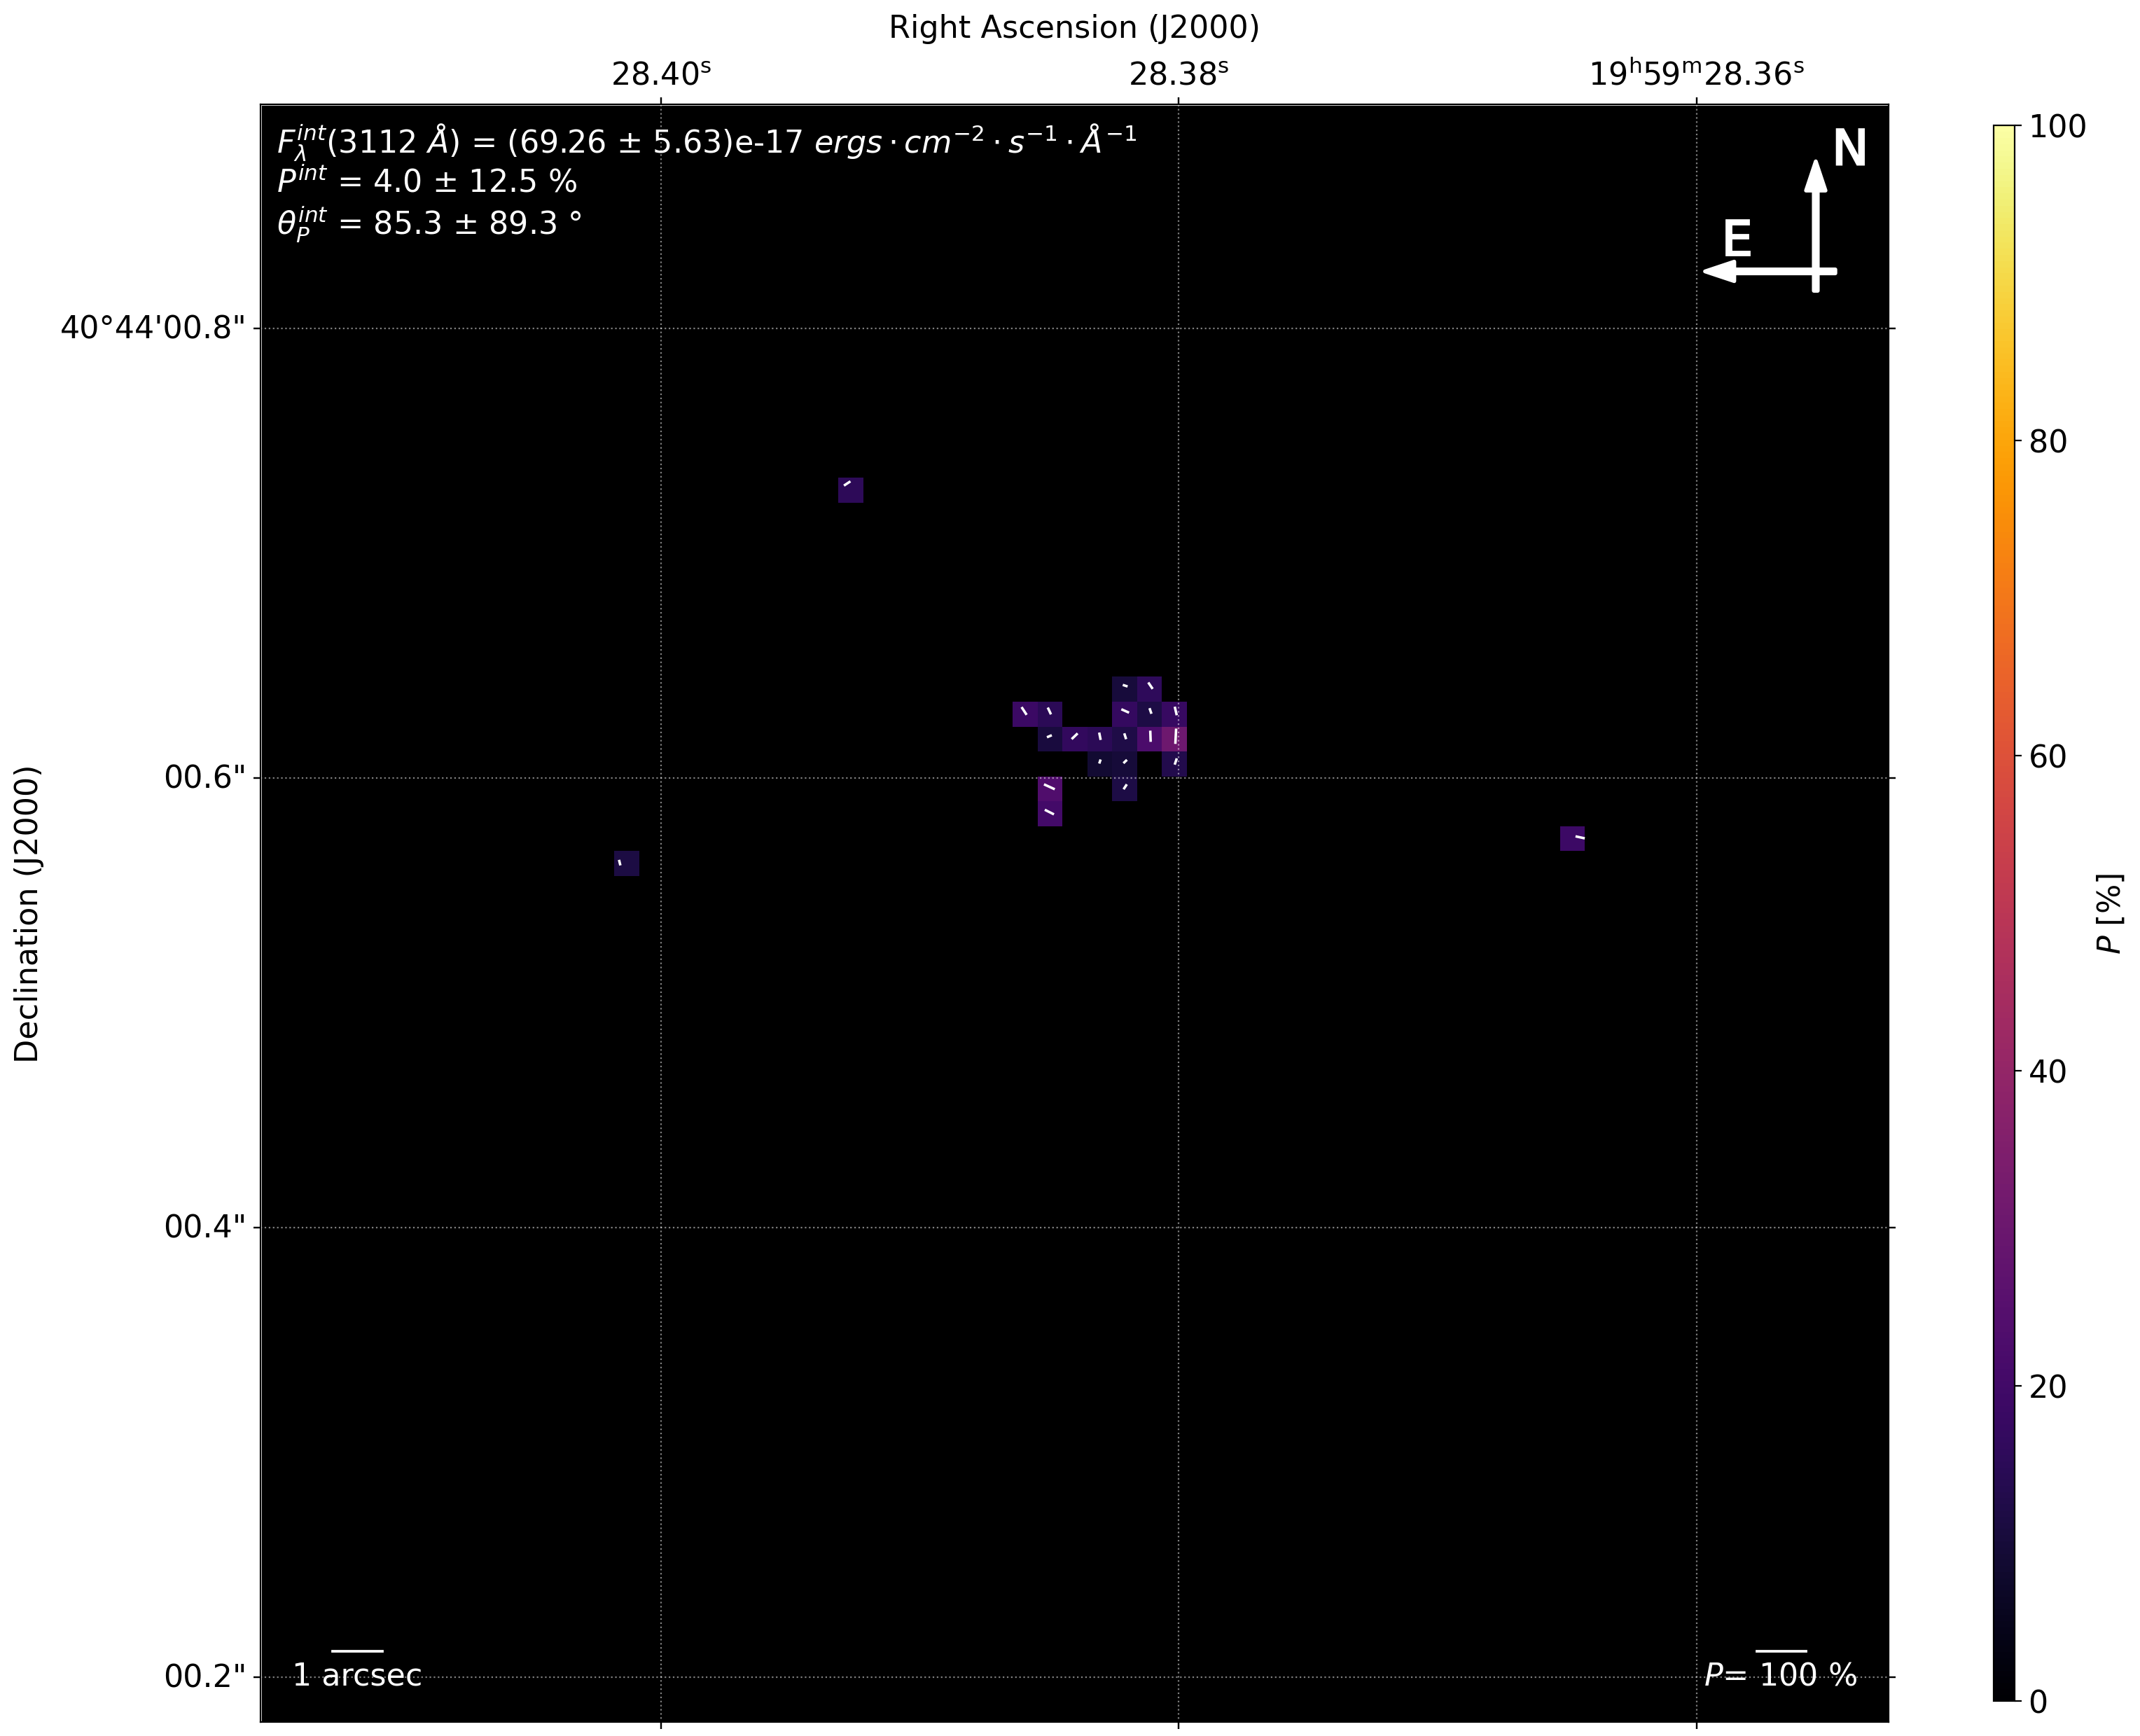 Right Ascension (J2000)
28.40ˢ 28.38ˢ 19ʰ59ᵐ28.36ˢ
F_λ^int(3112 Å) = (69.26 ± 5.63)e-17 ergs · cm⁻² · s⁻¹ · Å⁻¹
P^int = 4.0 ± 12.5 %
θ_P^int = 85.3 ± 89.3 °
N
E
40°44'00.8"
00.6"
00.4"
00.2"
Declination (J2000)
1 arcsec
P= 100 %
100
80
60
40
20
0
P [%]